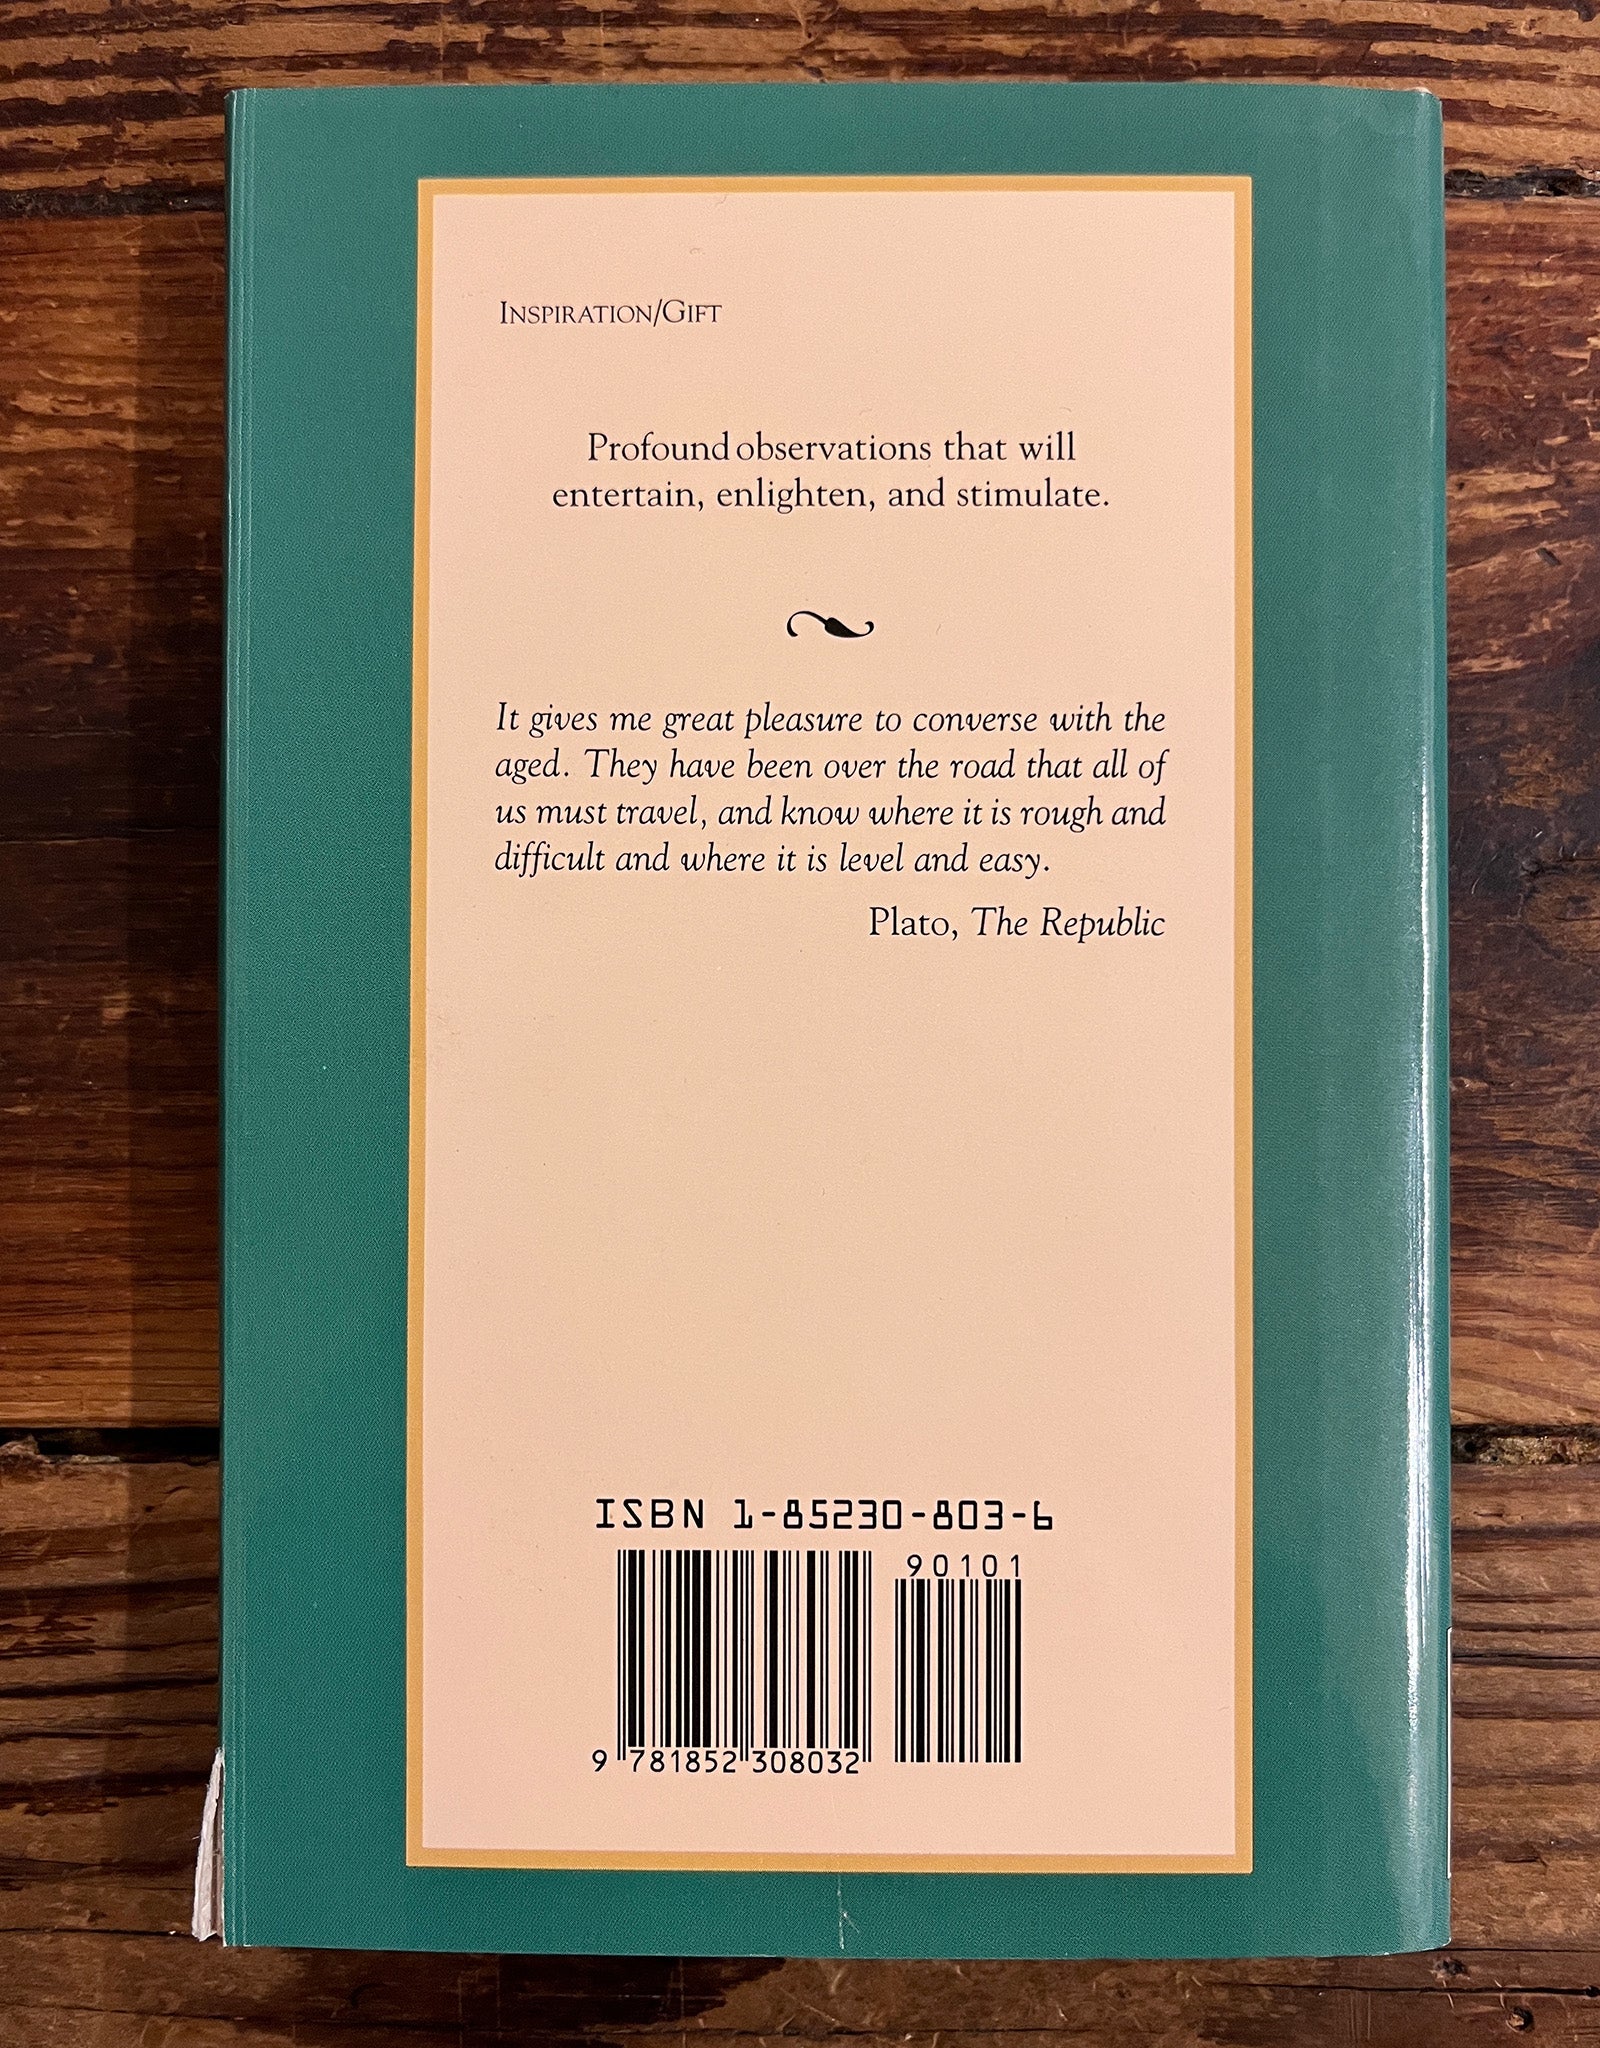 INSPIRATION/GIFT
Profound observations that will
entertain, enlighten, and stimulate.
It gives me great pleasure to converse with the
aged. They have been over the road that all of
us must travel, and know where it is rough and
difficult and where it is level and easy.
Plato, The Republic
ISBN 1-85230-803-6
90101
9 781852 308032